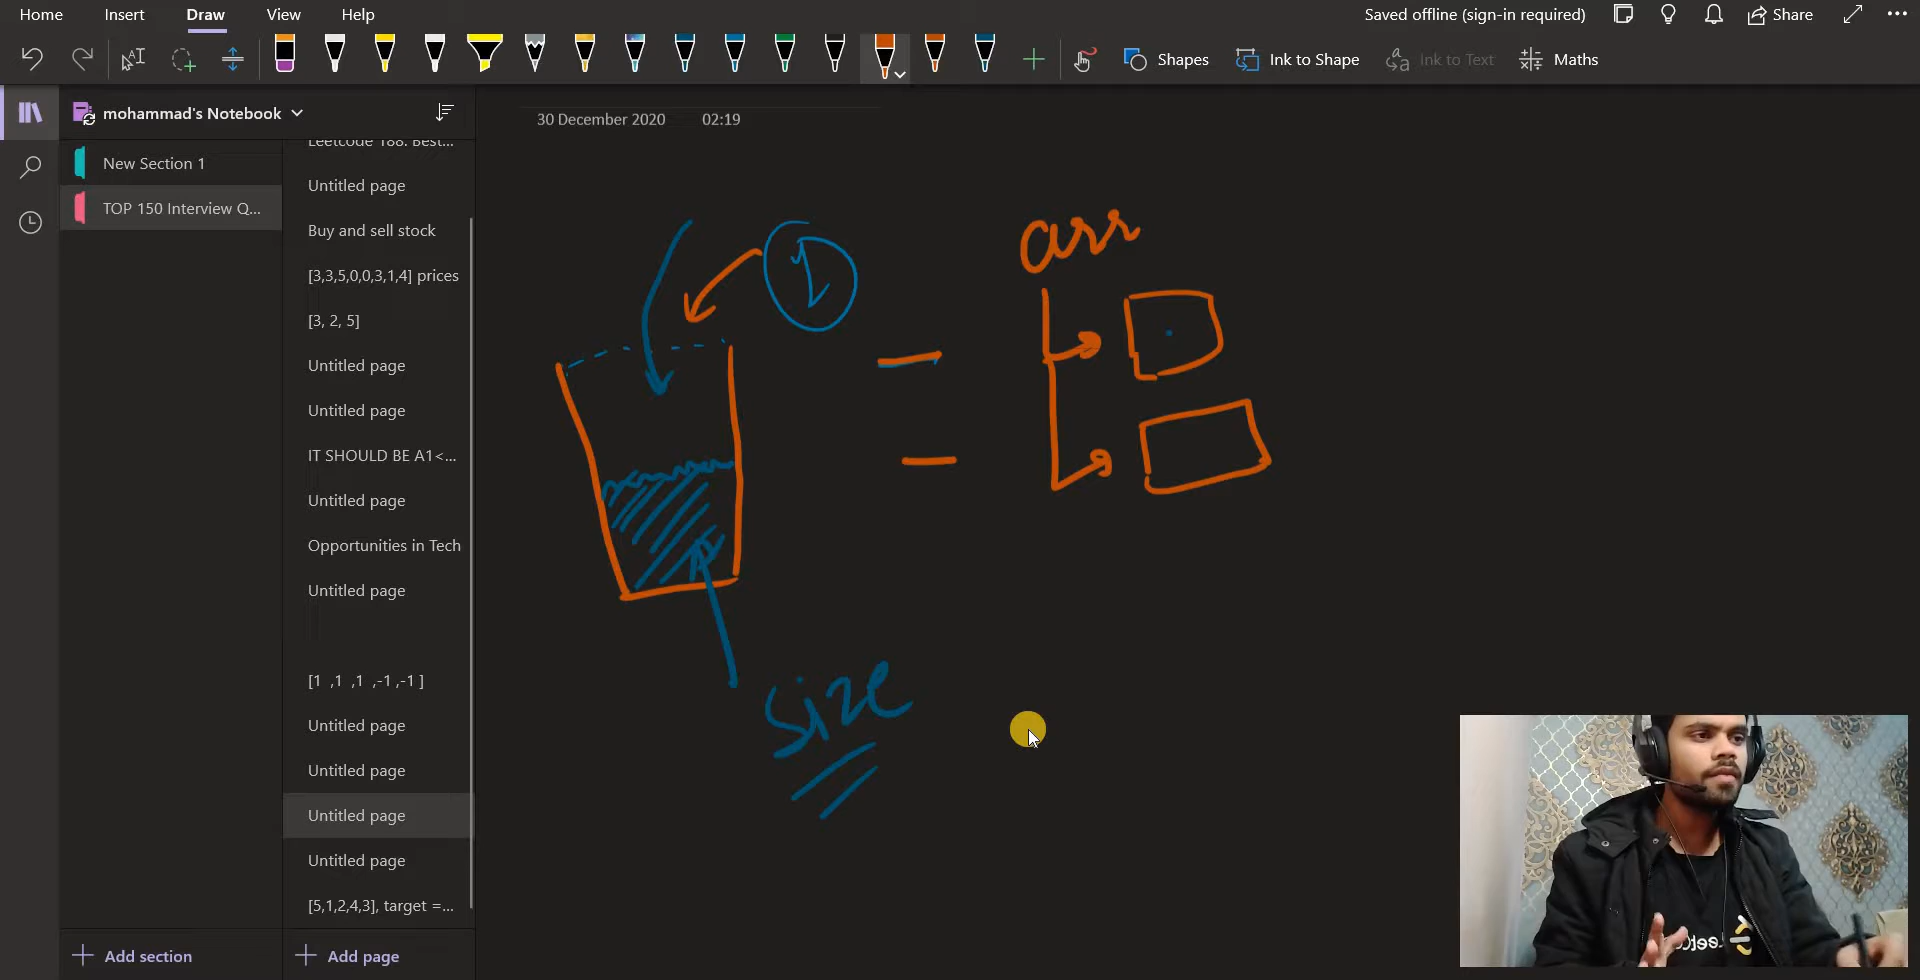 Home Insert Draw View Help
Saved offline (sign-in required) Share
Shapes Ink to Shape Ink to Text Maths
mohammad's Notebook
New Section 1
TOP 150 Interview Q...
Leetcode 188. Best...
Untitled page
Buy and sell stock
[3,3,5,0,0,3,1,4] prices
[3, 2, 5]
Untitled page
Untitled page
IT SHOULD BE A1<...
Untitled page
Opportunities in Tech
Untitled page
[1 ,1 ,1 ,-1 ,-1 ]
Untitled page
Untitled page
Untitled page
Untitled page
[5,1,2,4,3], target =...
Add section
Add page
30 December 2020 02:19
1
arr
size